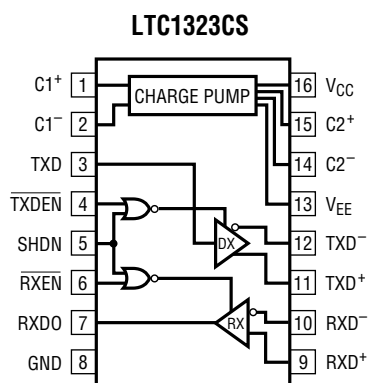 LTC1323CS
C1+ 1 CHARGE PUMP 16 VCC
C1– 2 15 C2+
TXD 3 14 C2–
TXDEN 4 13 VEE
SHDN 5 DX 12 TXD–
RXEN 6 11 TXD+
RXDO 7 RX 10 RXD–
GND 8 9 RXD+